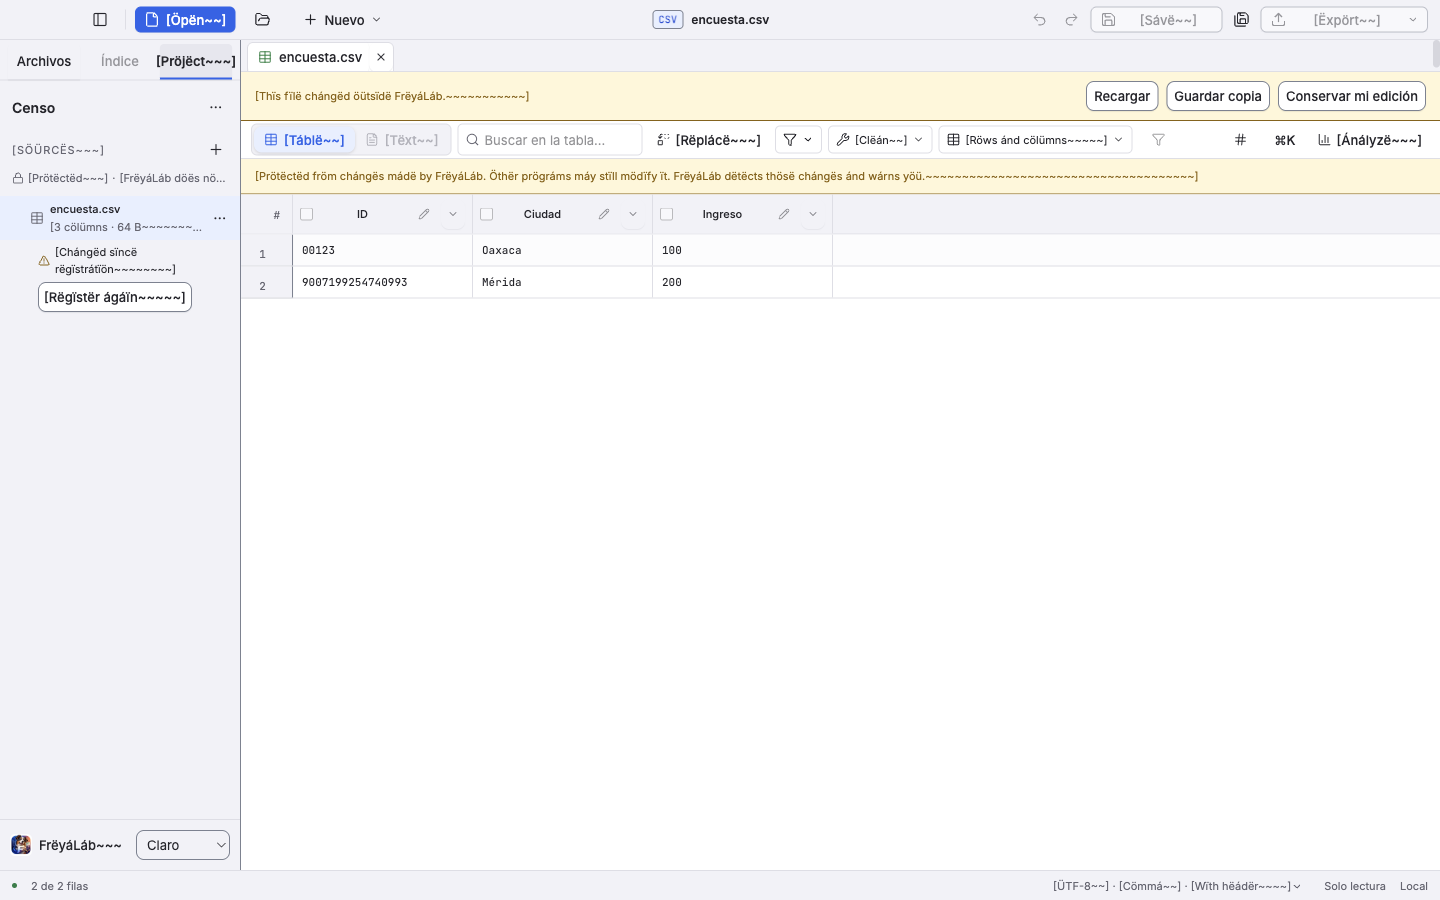 [Öpën~~]
Nuevo
CSV encuesta.csv
[Sávë~~]
[Ëxpört~~]
Archivos
Índice
[Pröjëct~~~]
encuesta.csv
Censo
[Thïs fïlë chángëd öütsïdë FrëyáLáb.~~~~~~~~~~~]
Recargar
Guardar copia
Conservar mi edición
[SÖÜRCËS~~~]
[Táblë~~]
[Tëxt~~]
Buscar en la tabla...
[Rëplácë~~~]
[Clëán~~]
[Röws ánd cölümns~~~~~]
⌘K
[Ánályzë~~~]
[Prötëctëd~~~] · [FrëyáLáb döës nö...
[Prötëctëd fröm chángës mádë by FrëyáLáb. Öthër prögráms máy stïll mödïfy ït. FrëyáLáb dëtëcts thösë chángës ánd wárns yöü.~~~~~~~~~~~~~~~~~~~~~~~~~~~~~~~~~~~~~]
encuesta.csv
[3 cölümns · 64 B~~~~~~~...
[Chángëd sïncë
rëgïstrátïön~~~~~~~~]
[Rëgïstër ágáïn~~~~~]
# ID Ciudad Ingreso
1 00123 Oaxaca 100
2 9007199254740993 Mérida 200
FrëyáLáb~~~
Claro
2 de 2 filas
[ÜTF-8~~] · [Cömmá~~] · [Wïth hëádër~~~~]
Solo lectura
Local